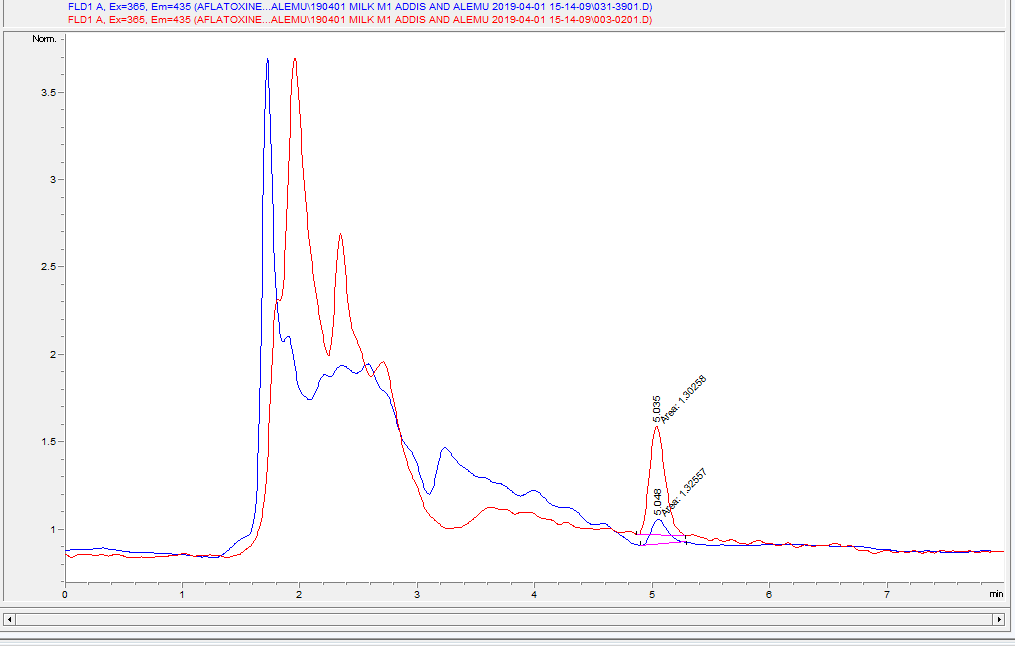 FLD1 A, Ex=365, Em=435 (AFLATOXINE...ALEMU\190401 MILK M1 ADDIS AND ALEMU 2019-04-01 15-14-09\031-3901.D)
FLD1 A, Ex=365, Em=435 (AFLATOXINE...ALEMU\190401 MILK M1 ADDIS AND ALEMU 2019-04-01 15-14-09\003-0201.D)
Norm.
3.5
3
2.5
2
1.5
1
5.035
Area: 1.30258
5.048
Area: 1.32557
0 1 2 3 4 5 6 7 min